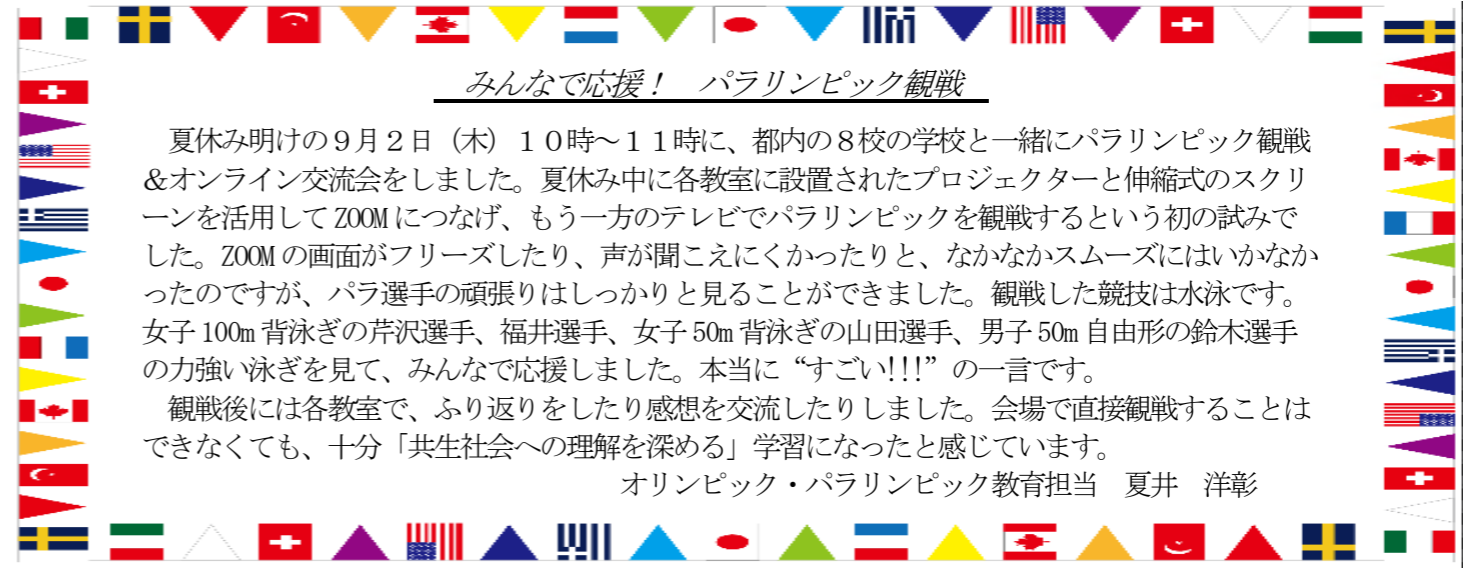 みんなで応援！　パラリンピック観戦
　夏休み明けの９月２日（木）１０時～１１時に、都内の８校の学校と一緒にパラリンピック観戦
＆オンライン交流会をしました。夏休み中に各教室に設置されたプロジェクターと伸縮式のスクリ
ーンを活用して ZOOM につなげ、もう一方のテレビでパラリンピックを観戦するという初の試みで
した。ZOOM の画面がフリーズしたり、声が聞こえにくかったりと、なかなかスムーズにはいかなか
ったのですが、パラ選手の頑張りはしっかりと見ることができました。観戦した競技は水泳です。
女子 100m 背泳ぎの芹沢選手、福井選手、女子 50m 背泳ぎの山田選手、男子 50m 自由形の鈴木選手
の力強い泳ぎを見て、みんなで応援しました。本当に“すごい!!!”の一言です。
　観戦後には各教室で、ふり返りをしたり感想を交流したりしました。会場で直接観戦することは
できなくても、十分「共生社会への理解を深める」学習になったと感じています。
オリンピック・パラリンピック教育担当　夏井　洋彰